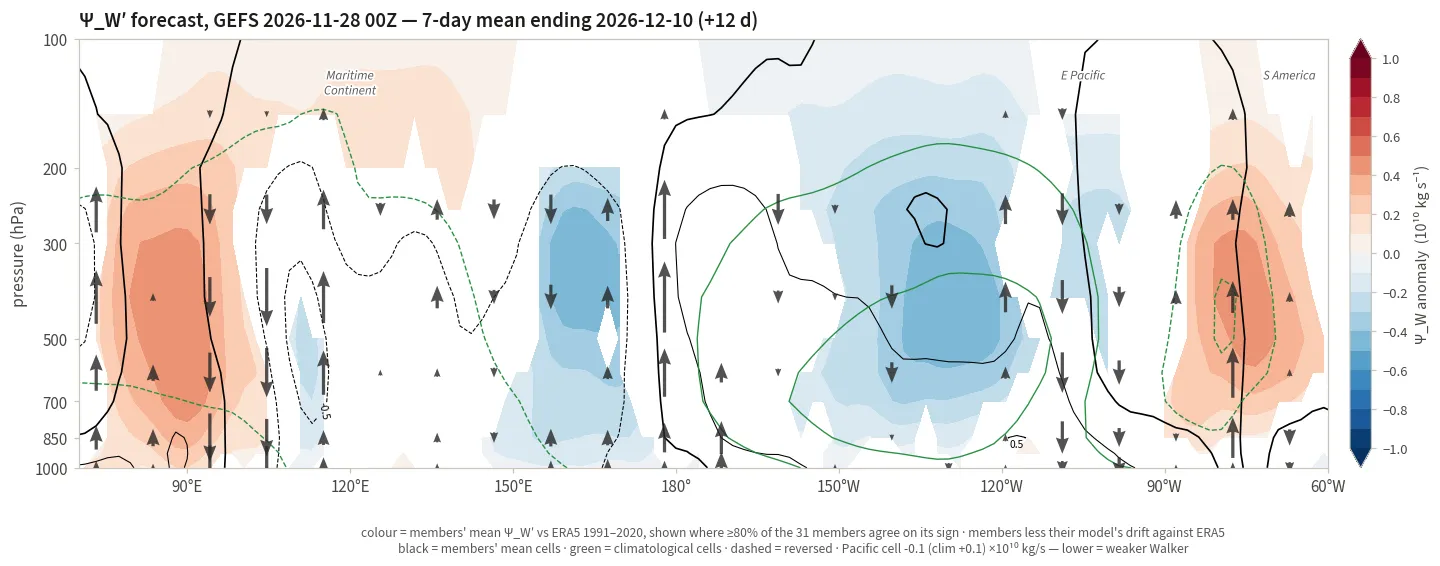 Ψ_W′ forecast, GEFS 2026-11-28 00Z — 7-day mean ending 2026-12-10 (+12 d)
100
200
300
400
500
700
850
1000
pressure (hPa)
90°E
120°E
150°E
180°
150°W
120°W
90°W
60°W
Maritime
Continent
E Pacific
S America
-0.5
0.5
1.0
0.8
0.6
0.4
0.2
0.0
−0.2
−0.4
−0.6
−0.8
−1.0
Ψ_W anomaly (10¹⁰ kg s⁻¹)
colour = members' mean Ψ_W′ vs ERA5 1991–2020, shown where ≥80% of the 31 members agree on its sign · members less their model's drift against ERA5
black = members' mean cells · green = climatological cells · dashed = reversed · Pacific cell -0.1 (clim +0.1) ×10¹⁰ kg/s — lower = weaker Walker